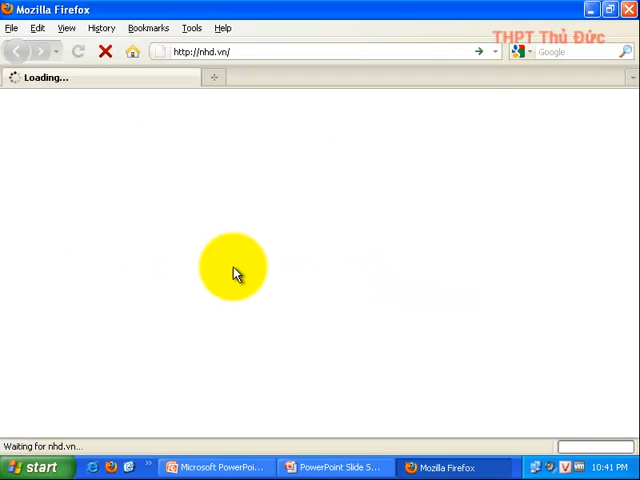 Mozilla Firefox
File Edit View History Bookmarks Tools Help
THPT Thủ Đức
http://nhd.vn/
Google
Loading...
Waiting for nhd.vn...
start
Microsoft PowerPoi...
PowerPoint Slide S...
Mozilla Firefox
10:41 PM